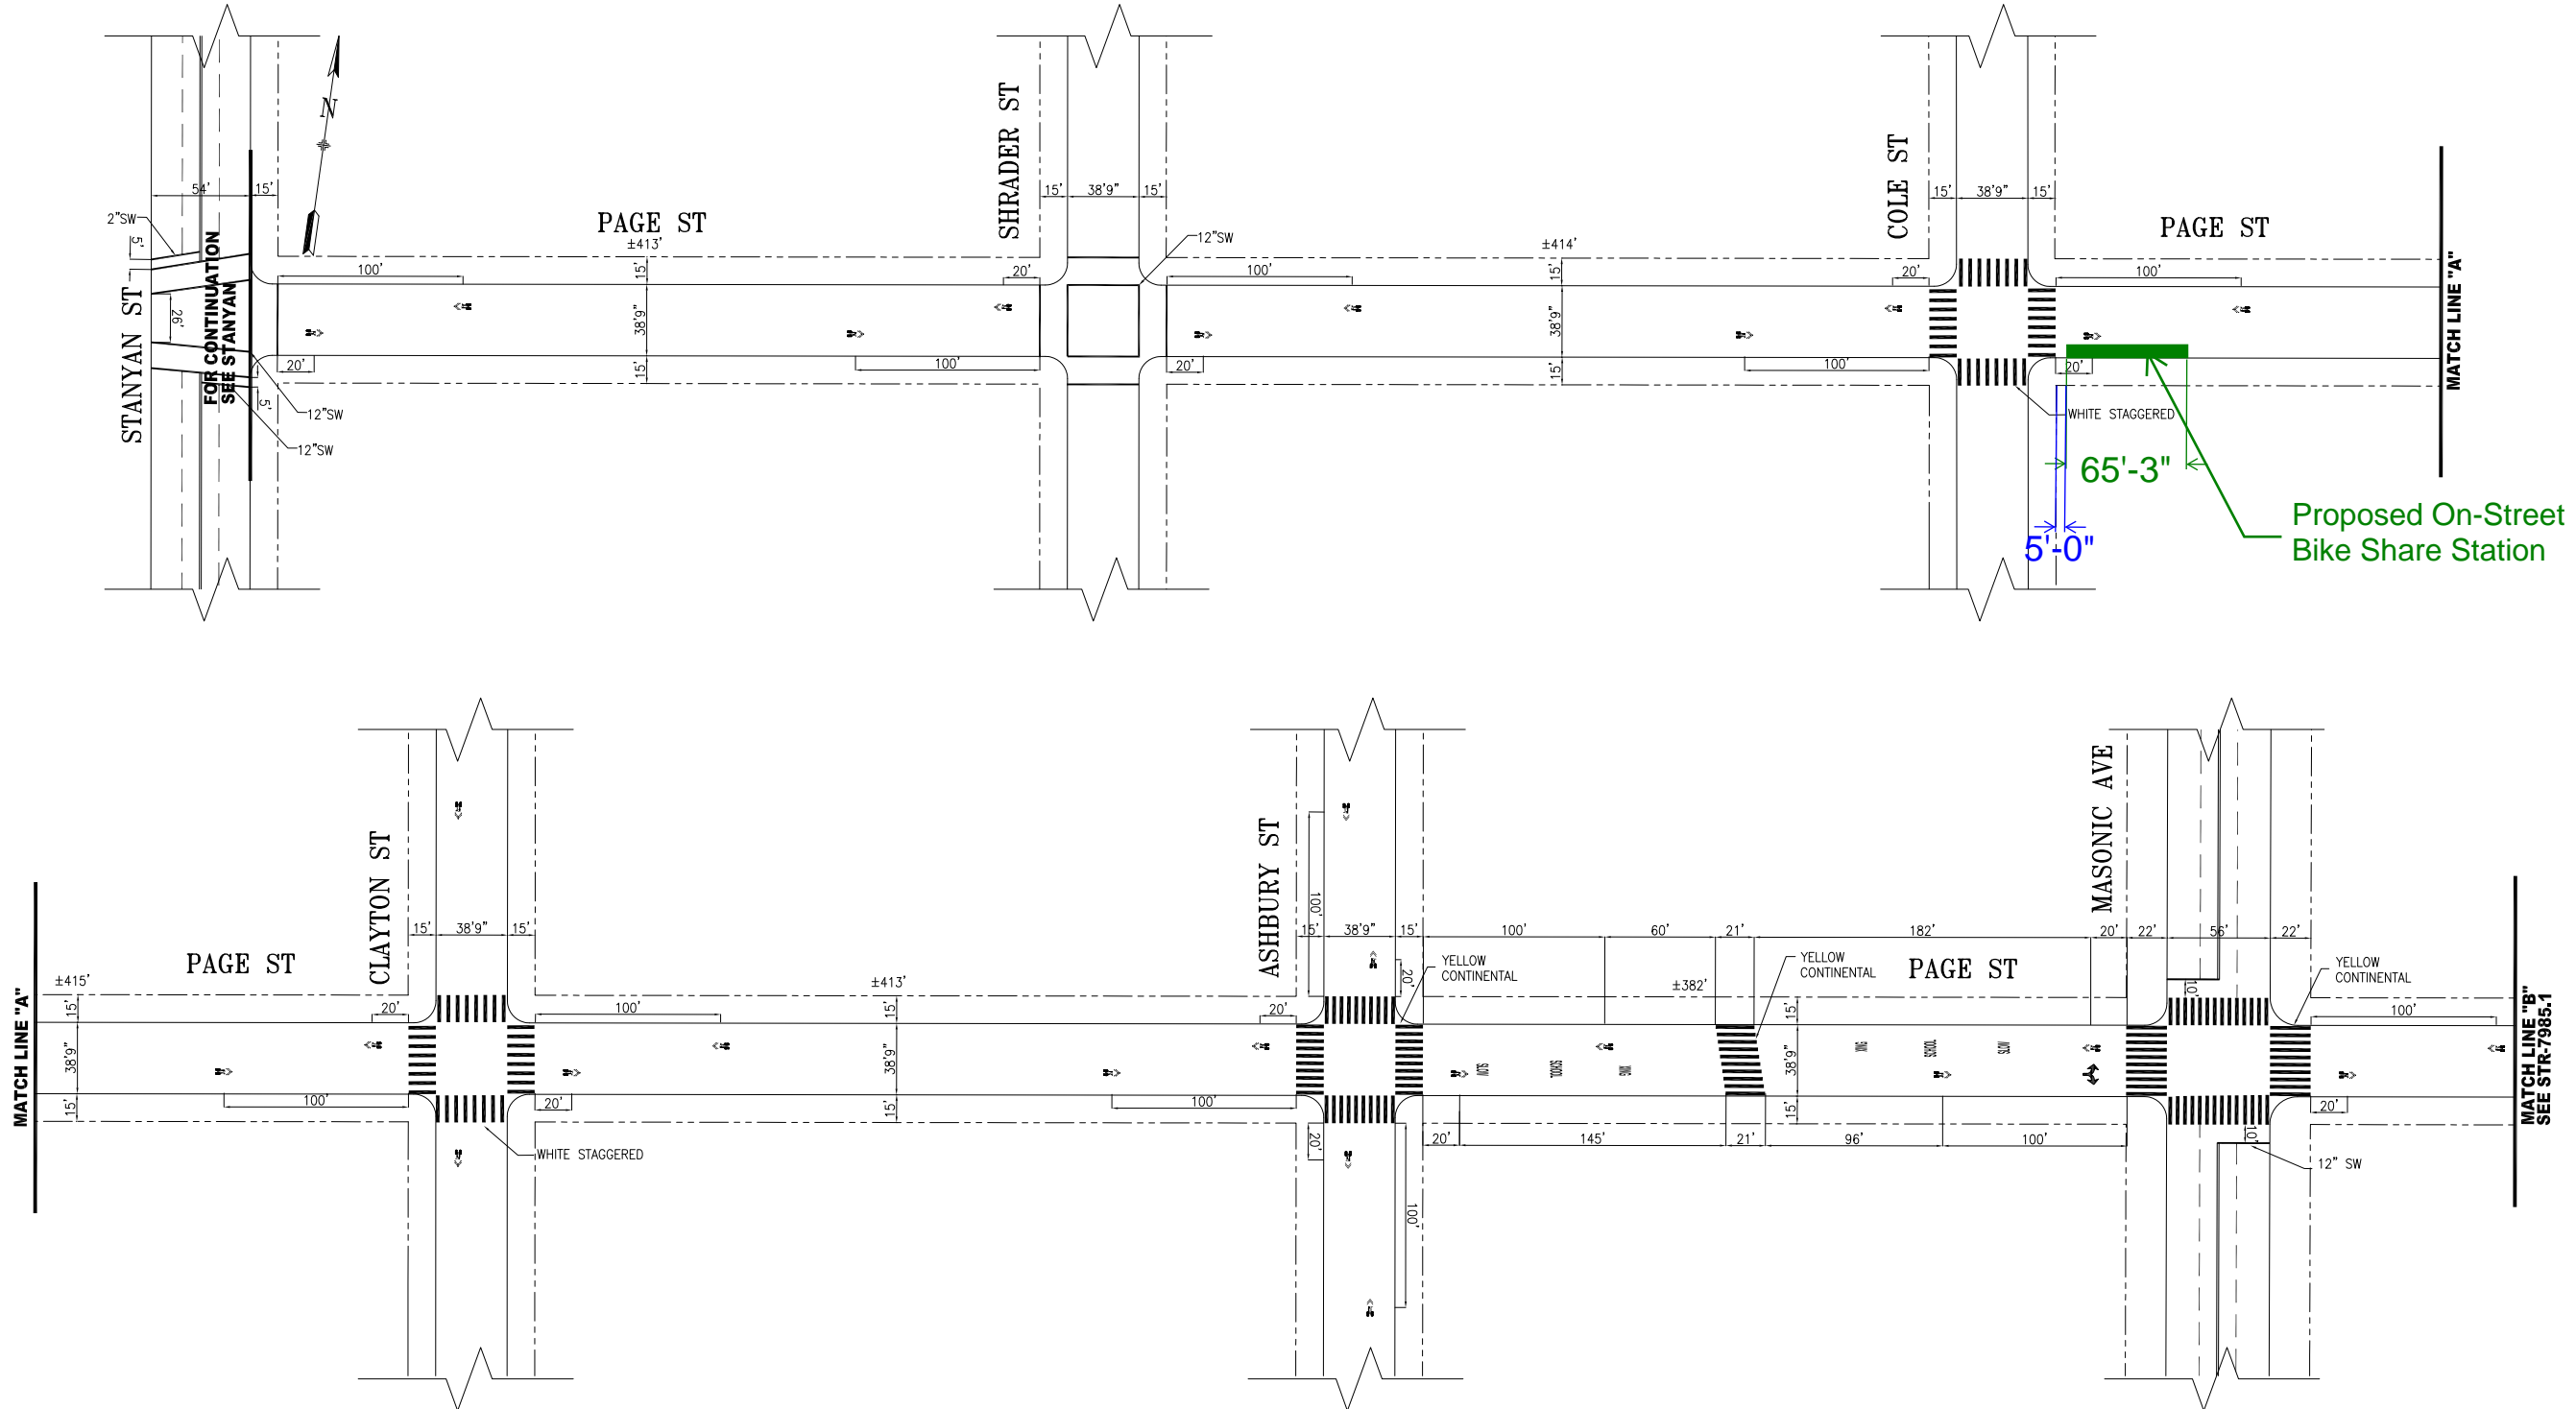 N
54'
15'
2"SW
5'
STANYAN ST
FOR CONTINUATION
SEE STANYAN
26'
5'
12"SW
12"SW
PAGE ST
±413'
100'
15'
38'9"
15'
20'
20'
100'
SHRADER ST
15'
38'9"
15'
12"SW
±414'
100'
15'
38'9"
15'
20'
20'
100'
COLE ST
15'
38'9"
15'
PAGE ST
100'
20'
WHITE STAGGERED
65'-3"
5'-0"
Proposed On-Street
Bike Share Station
MATCH LINE "A"
MATCH LINE "A"
PAGE ST
±415'
15'
38'9"
15'
20'
100'
CLAYTON ST
15'
38'9"
15'
WHITE STAGGERED
100'
20'
±413'
15'
38'9"
15'
20'
100'
ASHBURY ST
100'
15'
38'9"
15'
20'
20'
100'
YELLOW
CONTINENTAL
100'
60'
21'
182'
20'
22'
56'
22'
YELLOW
CONTINENTAL
PAGE ST
±382'
15'
38'9"
15'
SLOW
SCHOOL
XING
XING
SCHOOL
SLOW
20'
145'
21'
96'
100'
MASONIC AVE
10'
10'
YELLOW
CONTINENTAL
100'
20'
12" SW
MATCH LINE "B"
SEE STR-7985.1